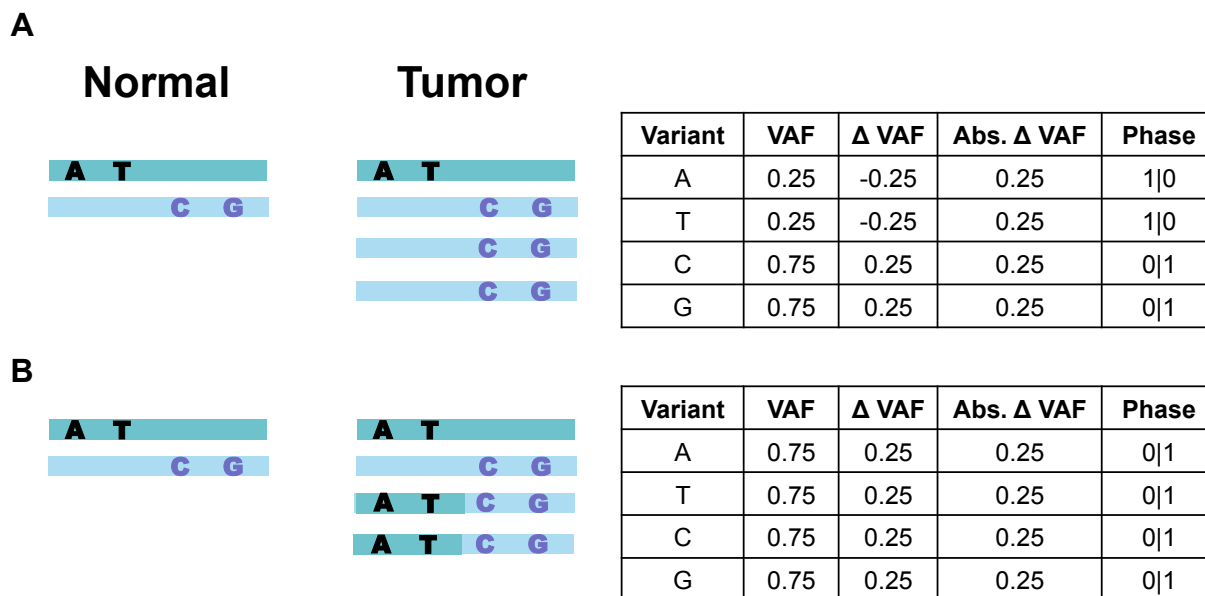 A
Normal Tumor
Variant VAF Δ VAF Abs. Δ VAF Phase
A T A T A 0.25 -0.25 0.25 1|0
C G C G T 0.25 -0.25 0.25 1|0
C G C 0.75 0.25 0.25 0|1
C G G 0.75 0.25 0.25 0|1
B
Variant VAF Δ VAF Abs. Δ VAF Phase
A T A T A 0.75 0.25 0.25 0|1
C G C G T 0.75 0.25 0.25 0|1
A T C G C 0.75 0.25 0.25 0|1
A T C G G 0.75 0.25 0.25 0|1